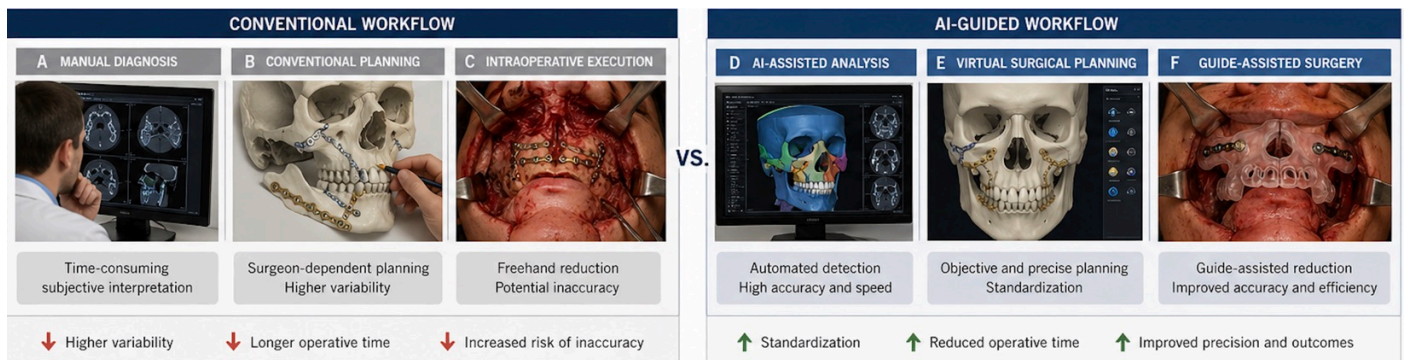 CONVENTIONAL WORKFLOW
A MANUAL DIAGNOSIS
B CONVENTIONAL PLANNING
C INTRAOPERATIVE EXECUTION
Time-consuming
subjective interpretation
Surgeon-dependent planning
Higher variability
Freehand reduction
Potential inaccuracy
↓ Higher variability
↓ Longer operative time
↓ Increased risk of inaccuracy
VS.
AI-GUIDED WORKFLOW
D AI-ASSISTED ANALYSIS
E VIRTUAL SURGICAL PLANNING
F GUIDE-ASSISTED SURGERY
Automated detection
High accuracy and speed
Objective and precise planning
Standardization
Guide-assisted reduction
Improved accuracy and efficiency
↑ Standardization
↑ Reduced operative time
↑ Improved precision and outcomes